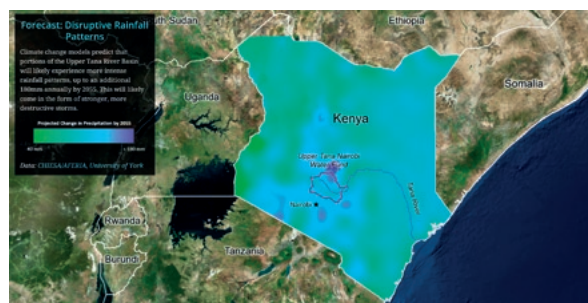 Forecast: Disruptive Rainfall
Patterns
Climate change models predict that
portions of the Upper Tana River Basin
will likely experience more intense
rainfall patterns, up to an additional
180mm annually by 2055. This will likely
come in the form of stronger, more
destructive storms.
Projected Change in Precipitation by 2055
Data: CHIESA/AFERIA, University of York
South Sudan
Ethiopia
Somalia
Uganda
Kenya
Upper Tana Nairobi
Water Fund
Nairobi
Tana River
Rwanda
Burundi
Tanzania